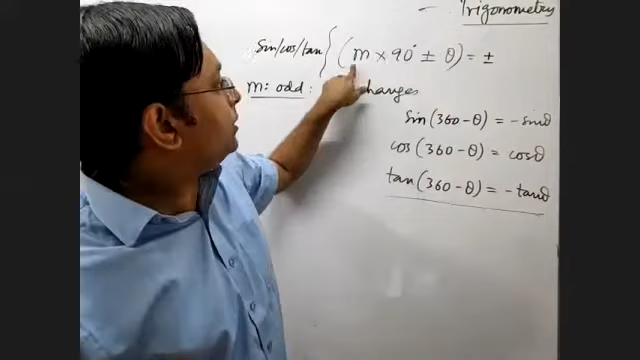 Trigonometry
Sin/cos/tan { (m × 90° ± θ) = ±
m: odd: changes
sin(360 - θ) = - sinθ
cos(360 - θ) = cosθ
tan(360 - θ) = - tanθ